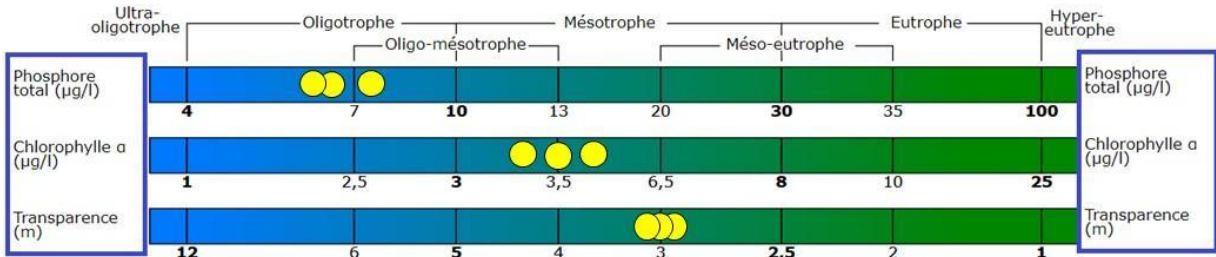 Ultra-
oligotrophe
Oligotrophe
Mésotrophe
Eutrophe
Hyper-
eutrophe
Oligo-mésotrophe
Méso-eutrophe
Phosphore
total (µg/l)
4 7 10 13 20 30 35 100
Phosphore
total (µg/l)
Chlorophylle α
(µg/l)
1 2,5 3 3,5 6,5 8 10 25
Chlorophylle α
(µg/l)
Transparence
(m)
12 6 5 4 3 2.5 2 1
Transparence
(m)